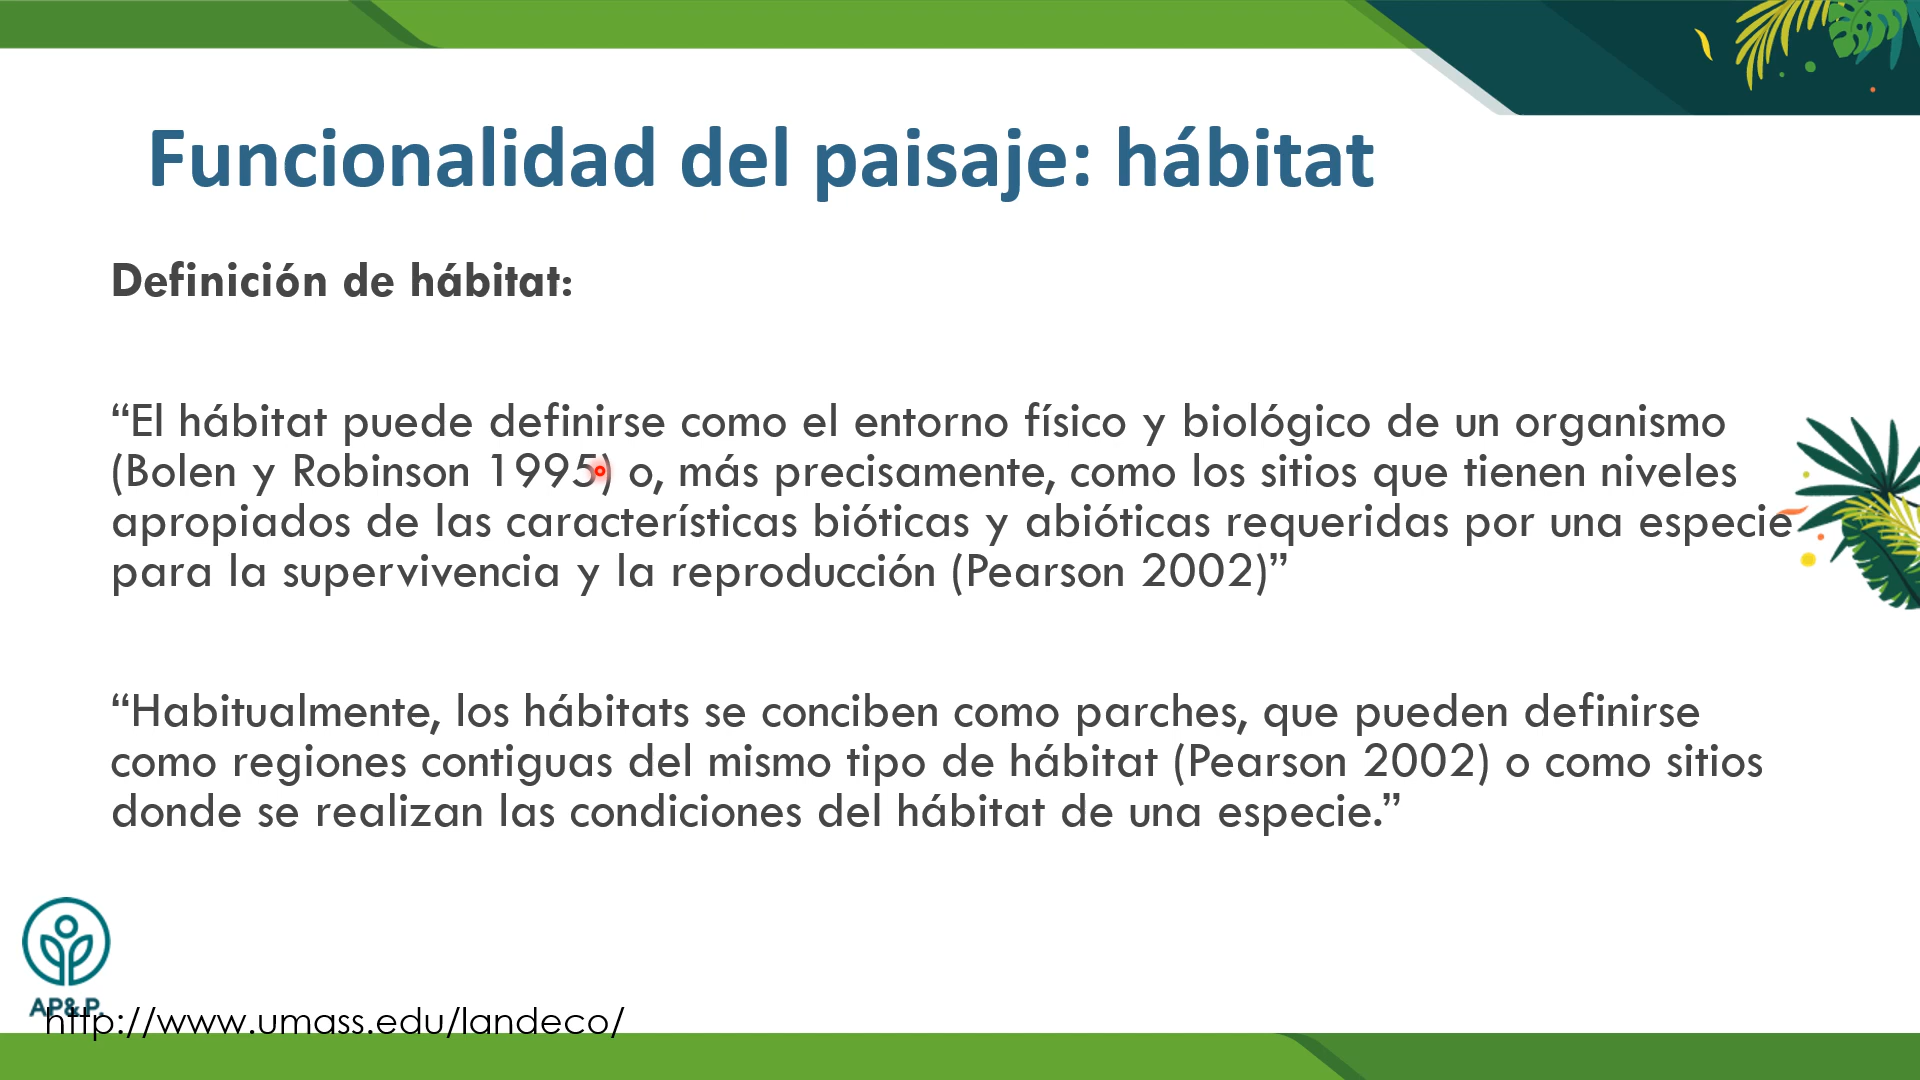 Funcionalidad del paisaje: hábitat
Definición de hábitat:
“El hábitat puede definirse como el entorno físico y biológico de un organismo
(Bolen y Robinson 1995) o, más precisamente, como los sitios que tienen niveles
apropiados de las características bióticas y abióticas requeridas por una especie
para la supervivencia y la reproducción (Pearson 2002)”
“Habitualmente, los hábitats se conciben como parches, que pueden definirse
como regiones contiguas del mismo tipo de hábitat (Pearson 2002) o como sitios
donde se realizan las condiciones del hábitat de una especie.”
AP&P.
http://www.umass.edu/landeco/